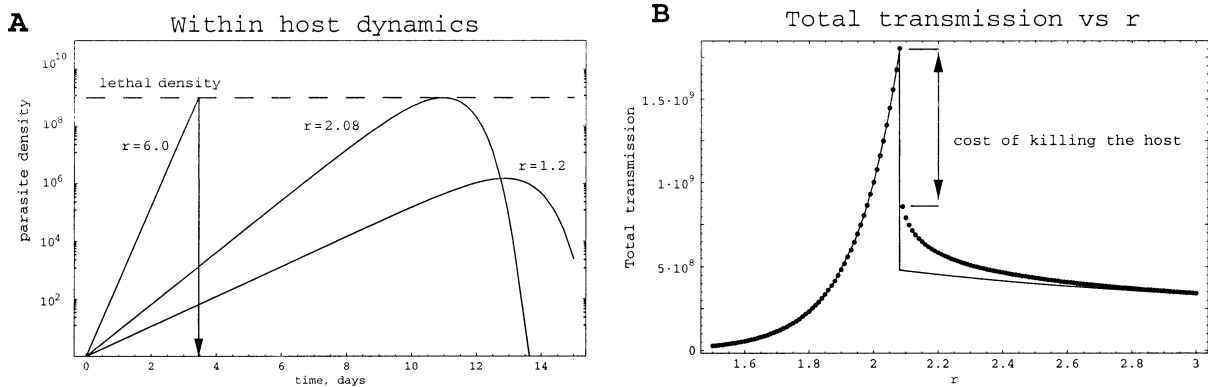 A
Within host dynamics
10^10
10^8
10^6
10^4
10^2
parasite density
lethal density
r=6.0
r=2.08
r=1.2
0 2 4 6 8 10 12 14
time, days
B
Total transmission vs r
1.5·10^9
1·10^9
5·10^8
0
Total transmission
cost of killing the host
1.6 1.8 2 2.2 2.4 2.6 2.8 3
r